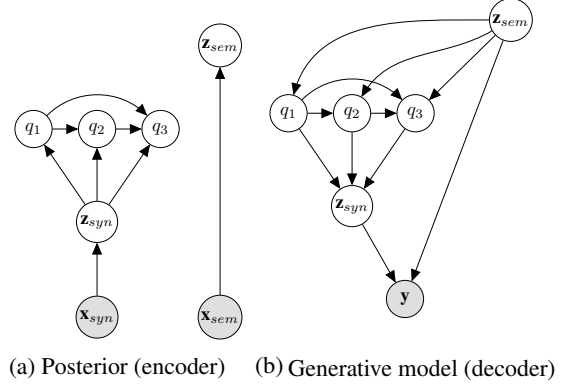 z_sem
z_sem
q_1 q_2 q_3
q_1 q_2 q_3
z_syn
z_syn
y
x_syn x_sem
(a) Posterior (encoder)
(b) Generative model (decoder)